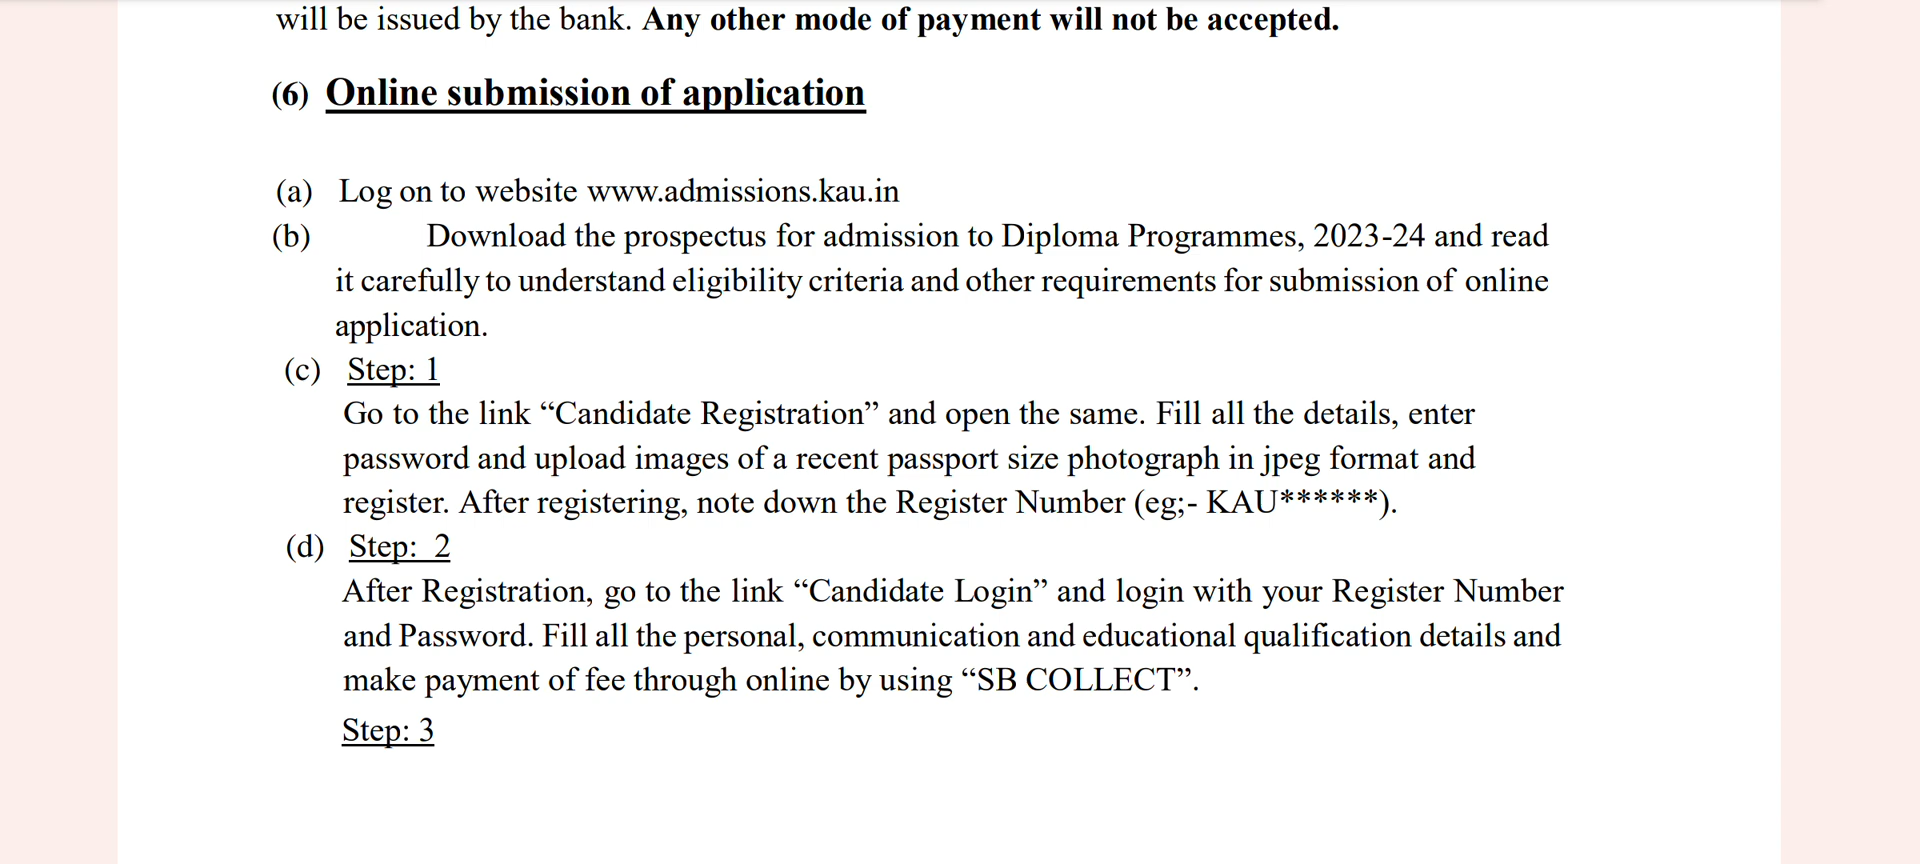 will be issued by the bank. Any other mode of payment will not be accepted.
(6) Online submission of application
(a) Log on to website www.admissions.kau.in
(b) Download the prospectus for admission to Diploma Programmes, 2023-24 and read
it carefully to understand eligibility criteria and other requirements for submission of online
application.
(c) Step: 1
Go to the link “Candidate Registration” and open the same. Fill all the details, enter
password and upload images of a recent passport size photograph in jpeg format and
register. After registering, note down the Register Number (eg;- KAU******).
(d) Step: 2
After Registration, go to the link “Candidate Login” and login with your Register Number
and Password. Fill all the personal, communication and educational qualification details and
make payment of fee through online by using “SB COLLECT”.
Step: 3